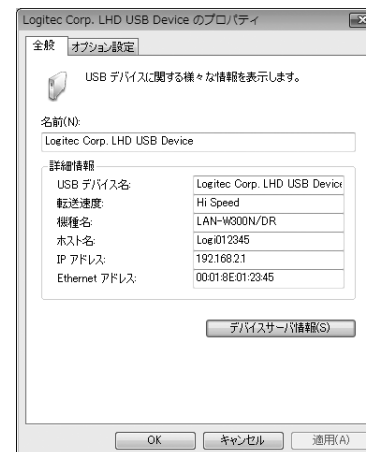 Logitec Corp. LHD USB Device のプロパティ
全般 オプション設定
USB デバイスに関する様々な情報を表示します。
名前(N):
Logitec Corp. LHD USB Device
詳細情報
USB デバイス名: Logitec Corp. LHD USB Device
転送速度: Hi Speed
機種名: LAN-W300N/DR
ホスト名: Logi012345
IP アドレス: 192.168.2.1
Ethernet アドレス: 00:01:8E:01:23:45
デバイスサーバ情報(S)
OK キャンセル 適用(A)